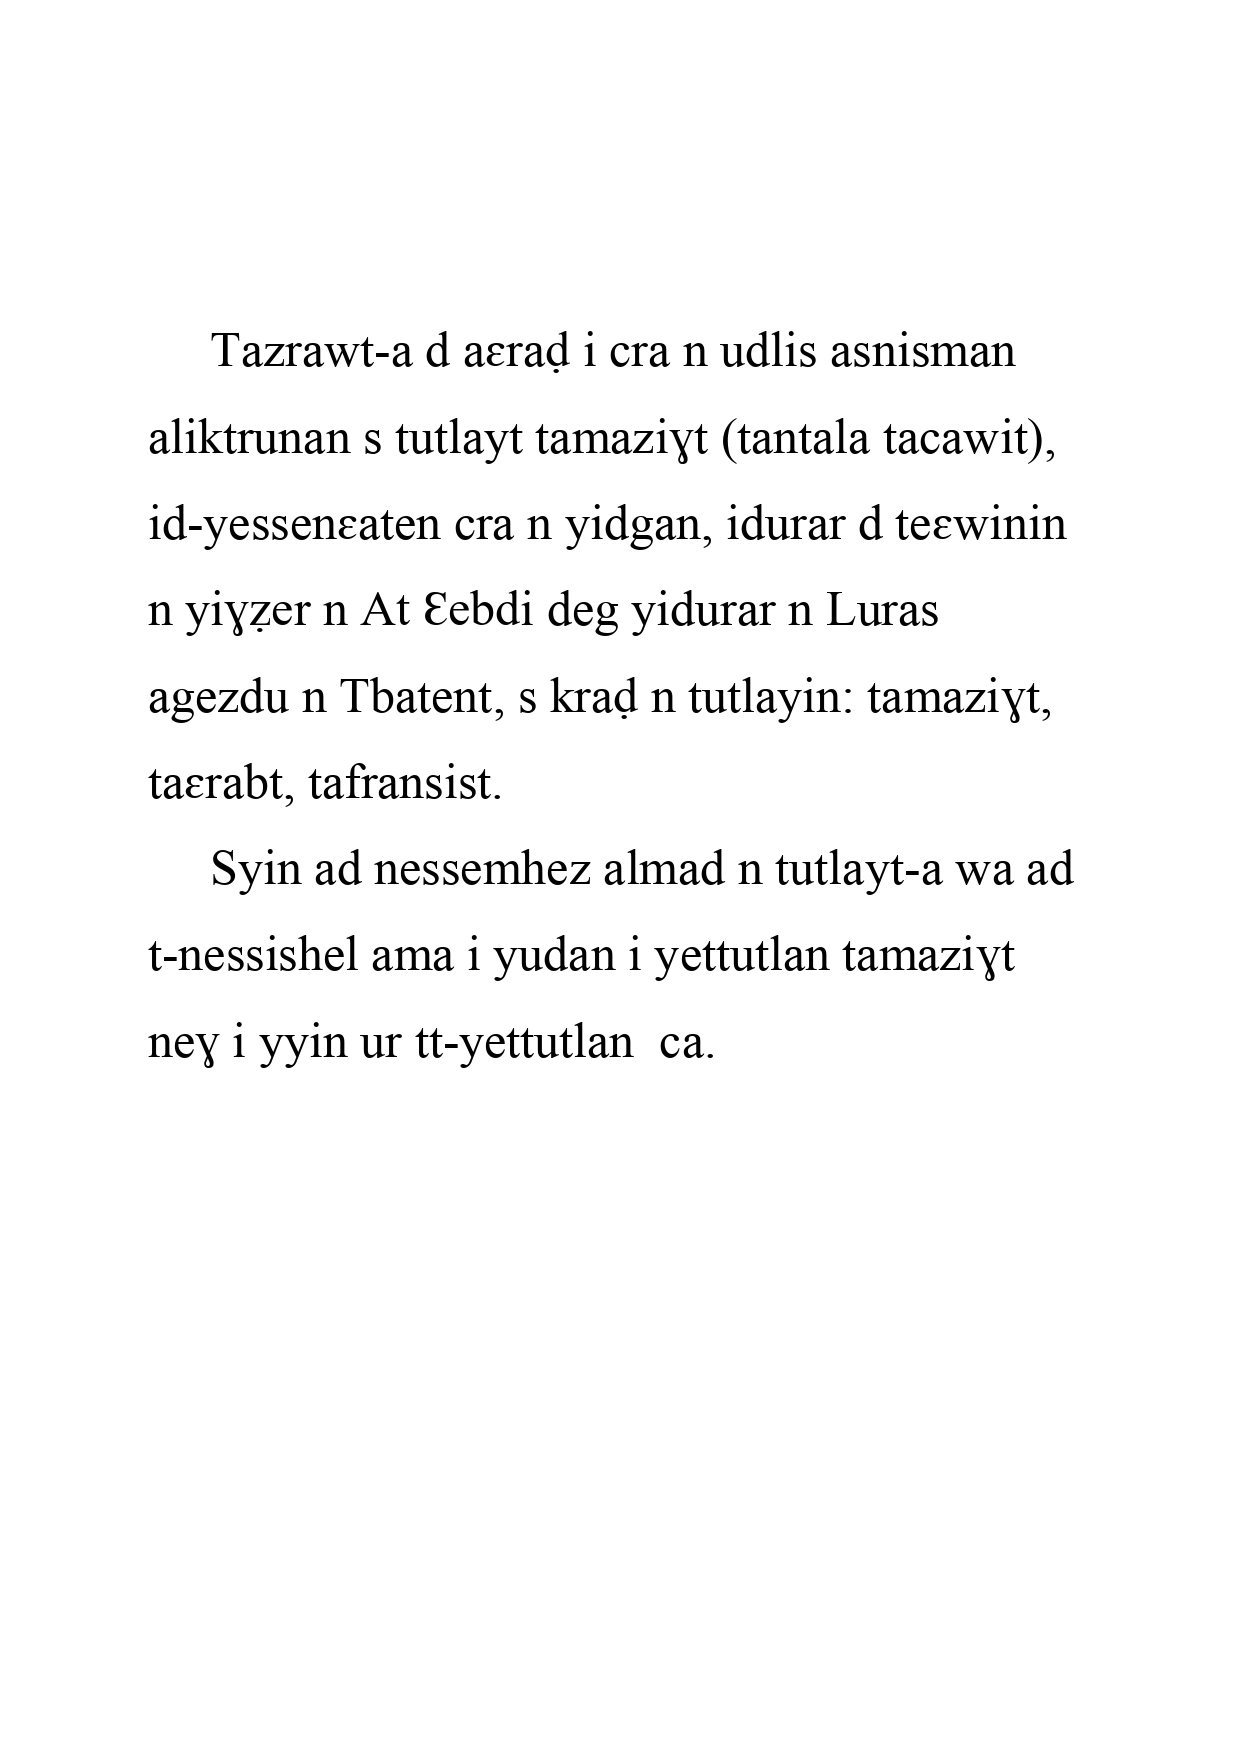 Tazrawt-a d aɛraḍ i cra n udlis asnisman
aliktrunan s tutlayt tamaziɣt (tantala tacawit),
id-yessenɛaten cra n yidgan, idurar d teɛwinin
n yiɣẓer n At Ɛebdi deg yidurar n Luras
agezdu n Tbatent, s kraḍ n tutlayin: tamaziɣt,
taɛrabt, tafransist.
Syin ad nessemhez almad n tutlayt-a wa ad
t-nessishel ama i yudan i yettutlan tamaziɣt
neɣ i yyin ur tt-yettutlan  ca.